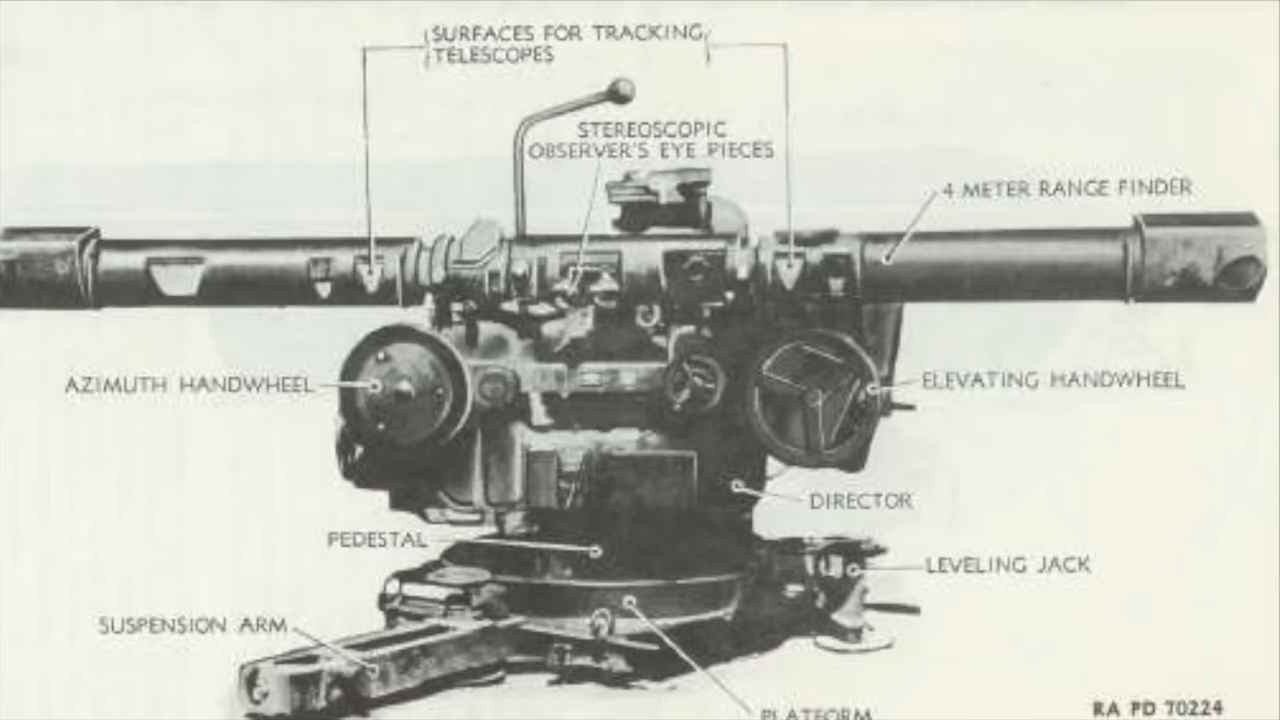 SURFACES FOR TRACKING
TELESCOPES
STEREOSCOPIC
OBSERVER'S EYE PIECES
4 METER RANGE FINDER
AZIMUTH HANDWHEEL
ELEVATING HANDWHEEL
DIRECTOR
PEDESTAL
LEVELING JACK
SUSPENSION ARM
PLATFORM
RA PD 70224